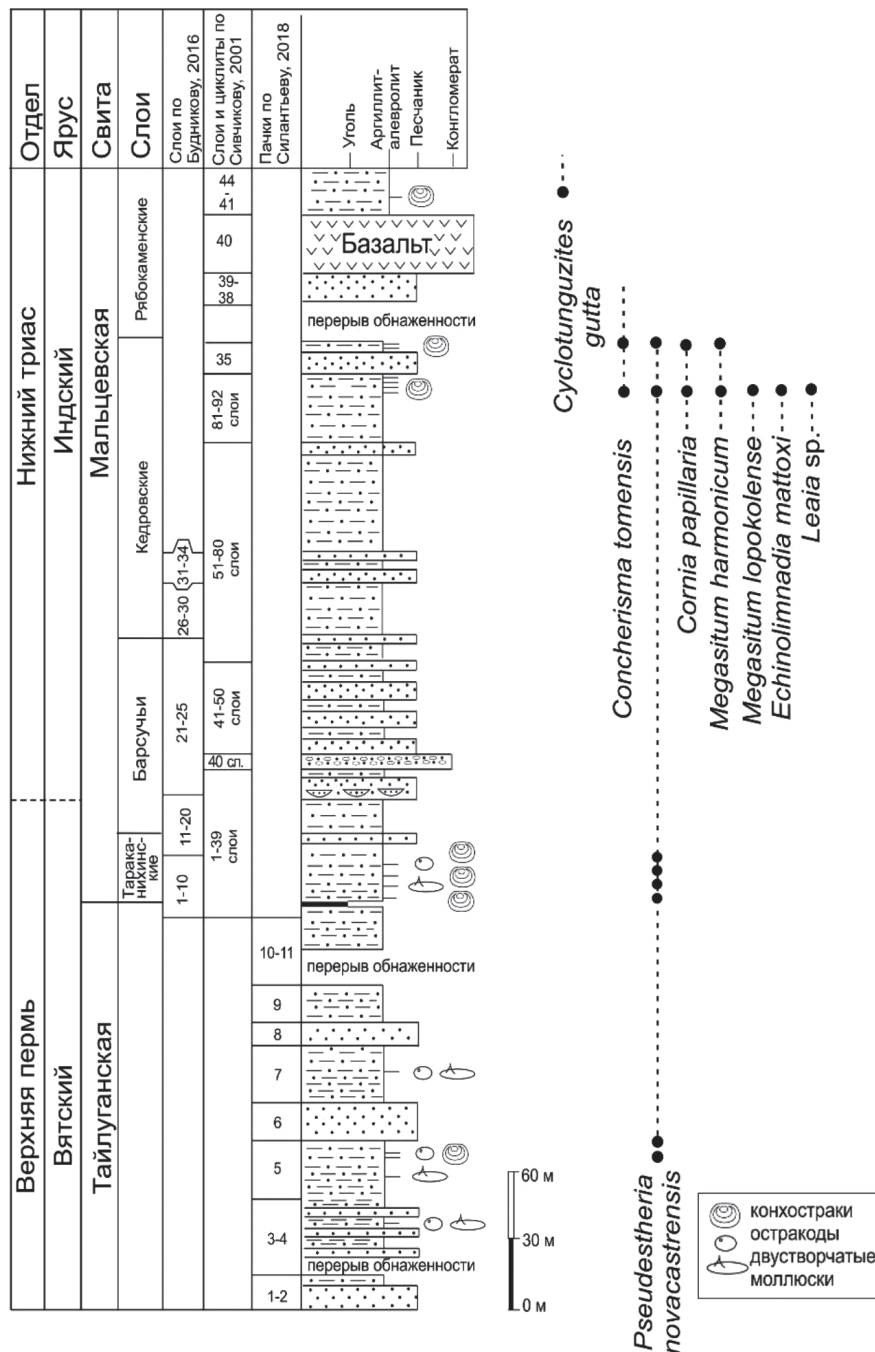 Отдел
Ярус
Свита
Слои
Слои по
Будникову, 2016
Слои и циклиты по
Сивчикову, 2001
Пачки по
Силантьеву, 2018
Уголь
Аргиллит-
алевролит
Песчаник
Конгломерат
Нижний триас
Верхняя пермь
Индский
Вятский
Мальцевская
Тайлуганская
Рябокаменские
Кедровские
Барсучьи
Тарака-
нихинс-
кие
31-34
26-30
21-25
11-20
1-10
44
-
41
40
39-
38
35
81-92
слои
51-80
слои
41-50
слои
40 сл.
1-39
слои
10-11
9
8
7
6
5
3-4
1-2
Базальт
перерыв обнаженности
перерыв обнаженности
перерыв обнаженности
60 м
30 м
0 м
Cyclotunguzites
gutta
Concherisma tomensis
Pseudestheria
novacastrensis
Cornia papillaria
Megasitum harmonicum
Megasitum lopokolense
Echinolimnadia mattoxi
Leaia sp.
конхостраки
остракоды
двустворчатые
моллюски